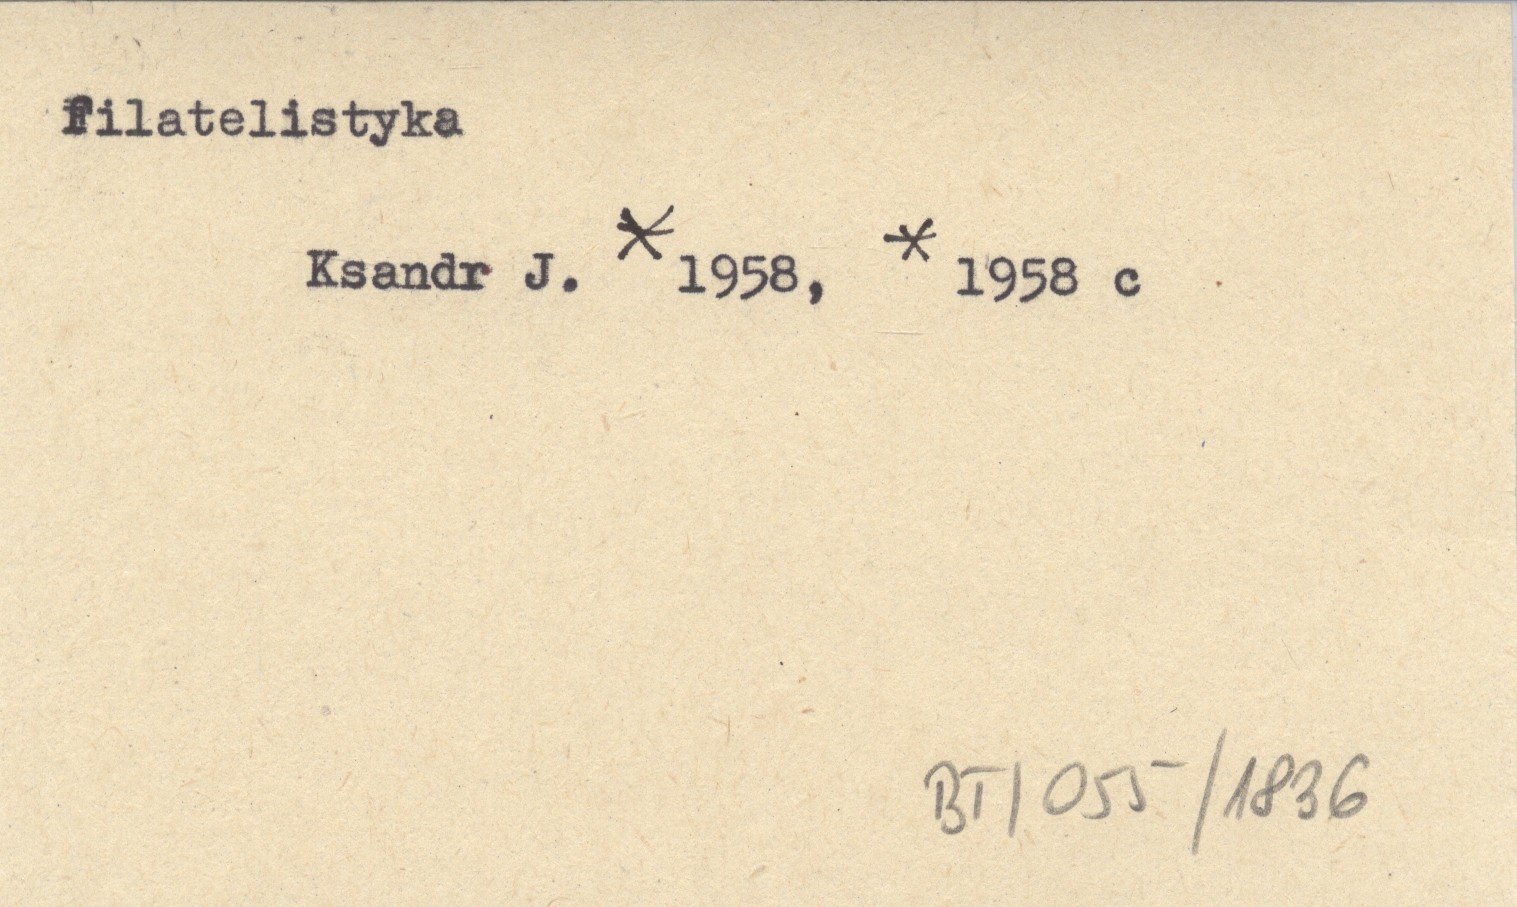 Filatelistyka
Ksandr J. * 1958, * 1958 c
BT/055/1836